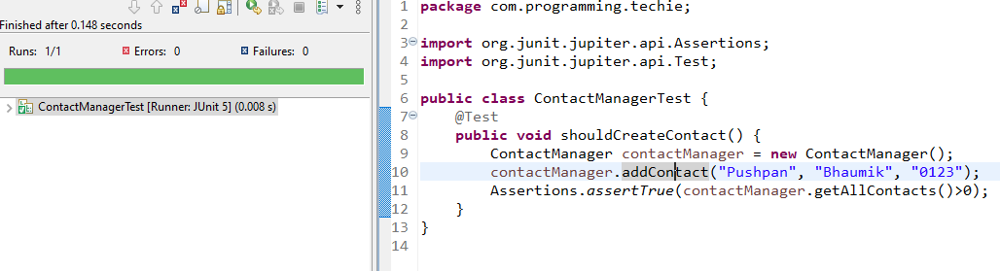 Finished after 0.148 seconds
Runs: 1/1 Errors: 0 Failures: 0
ContactManagerTest [Runner: JUnit 5] (0.008 s)
1 package com.programming.techie;
2
3 import org.junit.jupiter.api.Assertions;
4 import org.junit.jupiter.api.Test;
5
6 public class ContactManagerTest {
7 @Test
8 public void shouldCreateContact() {
9 ContactManager contactManager = new ContactManager();
10 contactManager.addContact("Pushpan", "Bhaumik", "0123");
11 Assertions.assertTrue(contactManager.getAllContacts()>0);
12 }
13 }
14